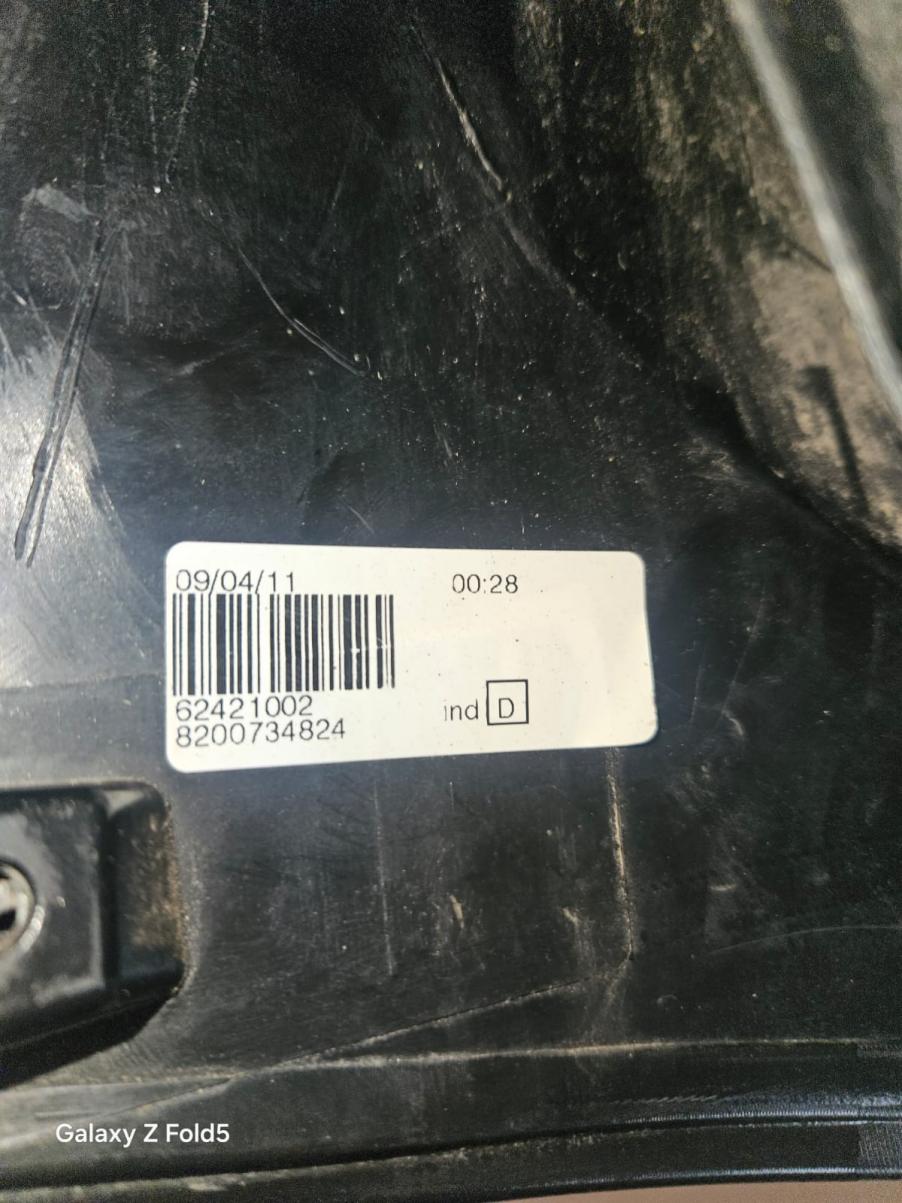 09/04/11 00:28
62421002
8200734824 ind D
Galaxy Z Fold5